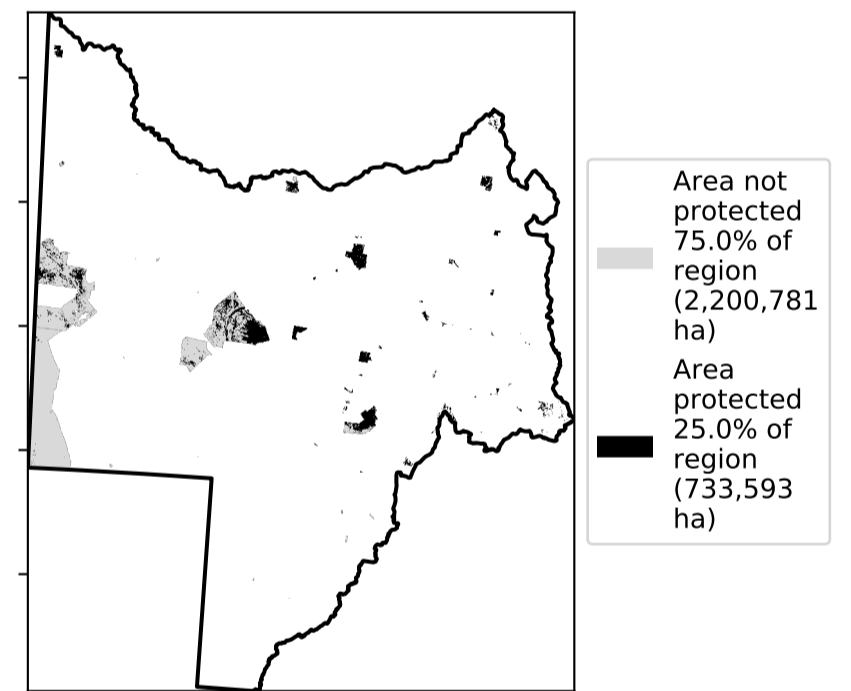 Area not
protected
75.0% of
region
(2,200,781
ha)
Area
protected
25.0% of
region
(733,593
ha)